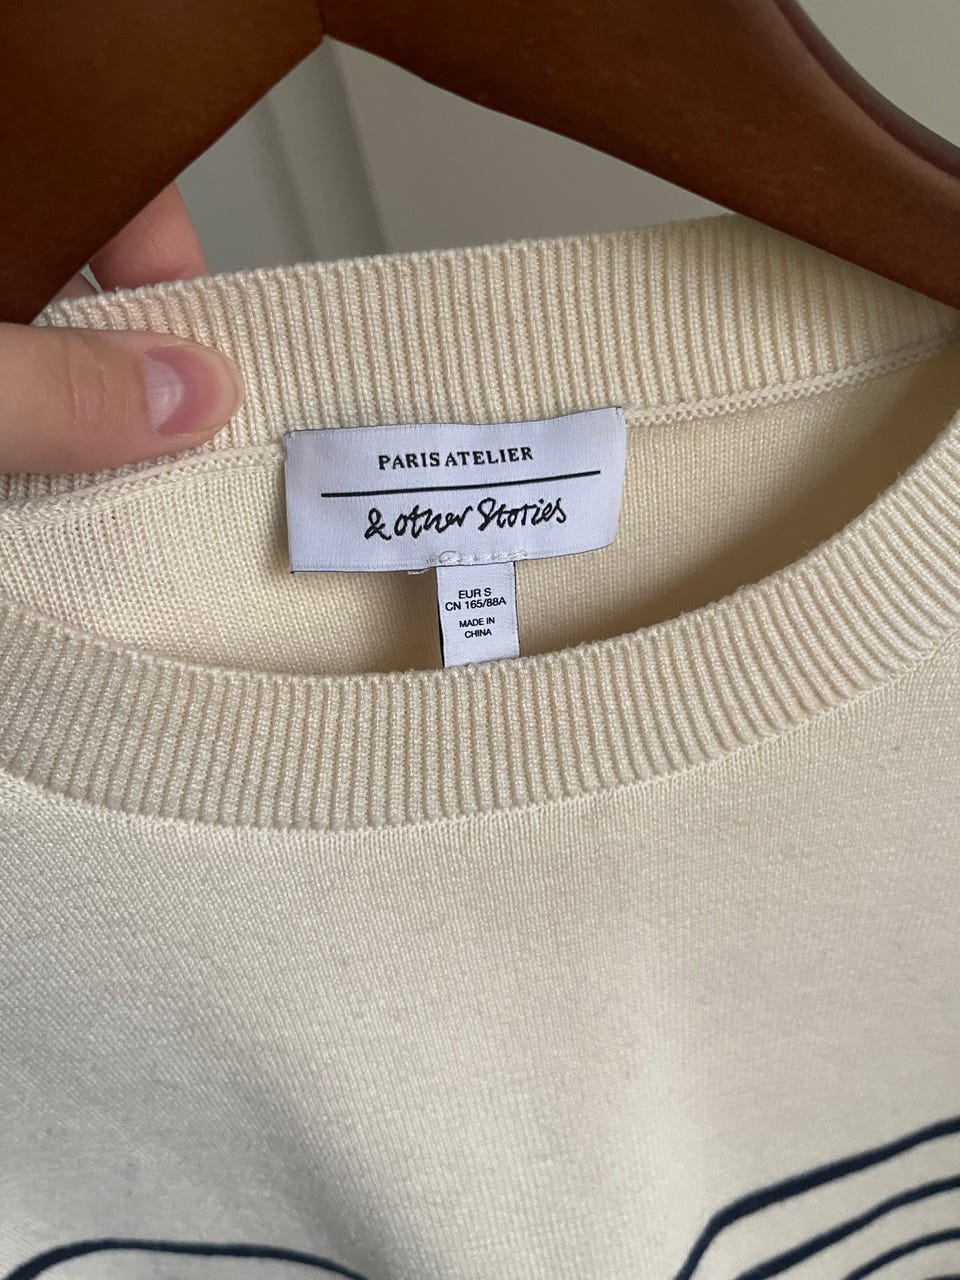 PARIS ATELIER
& other Stories
EUR S
CN 165/88A
MADE IN
CHINA